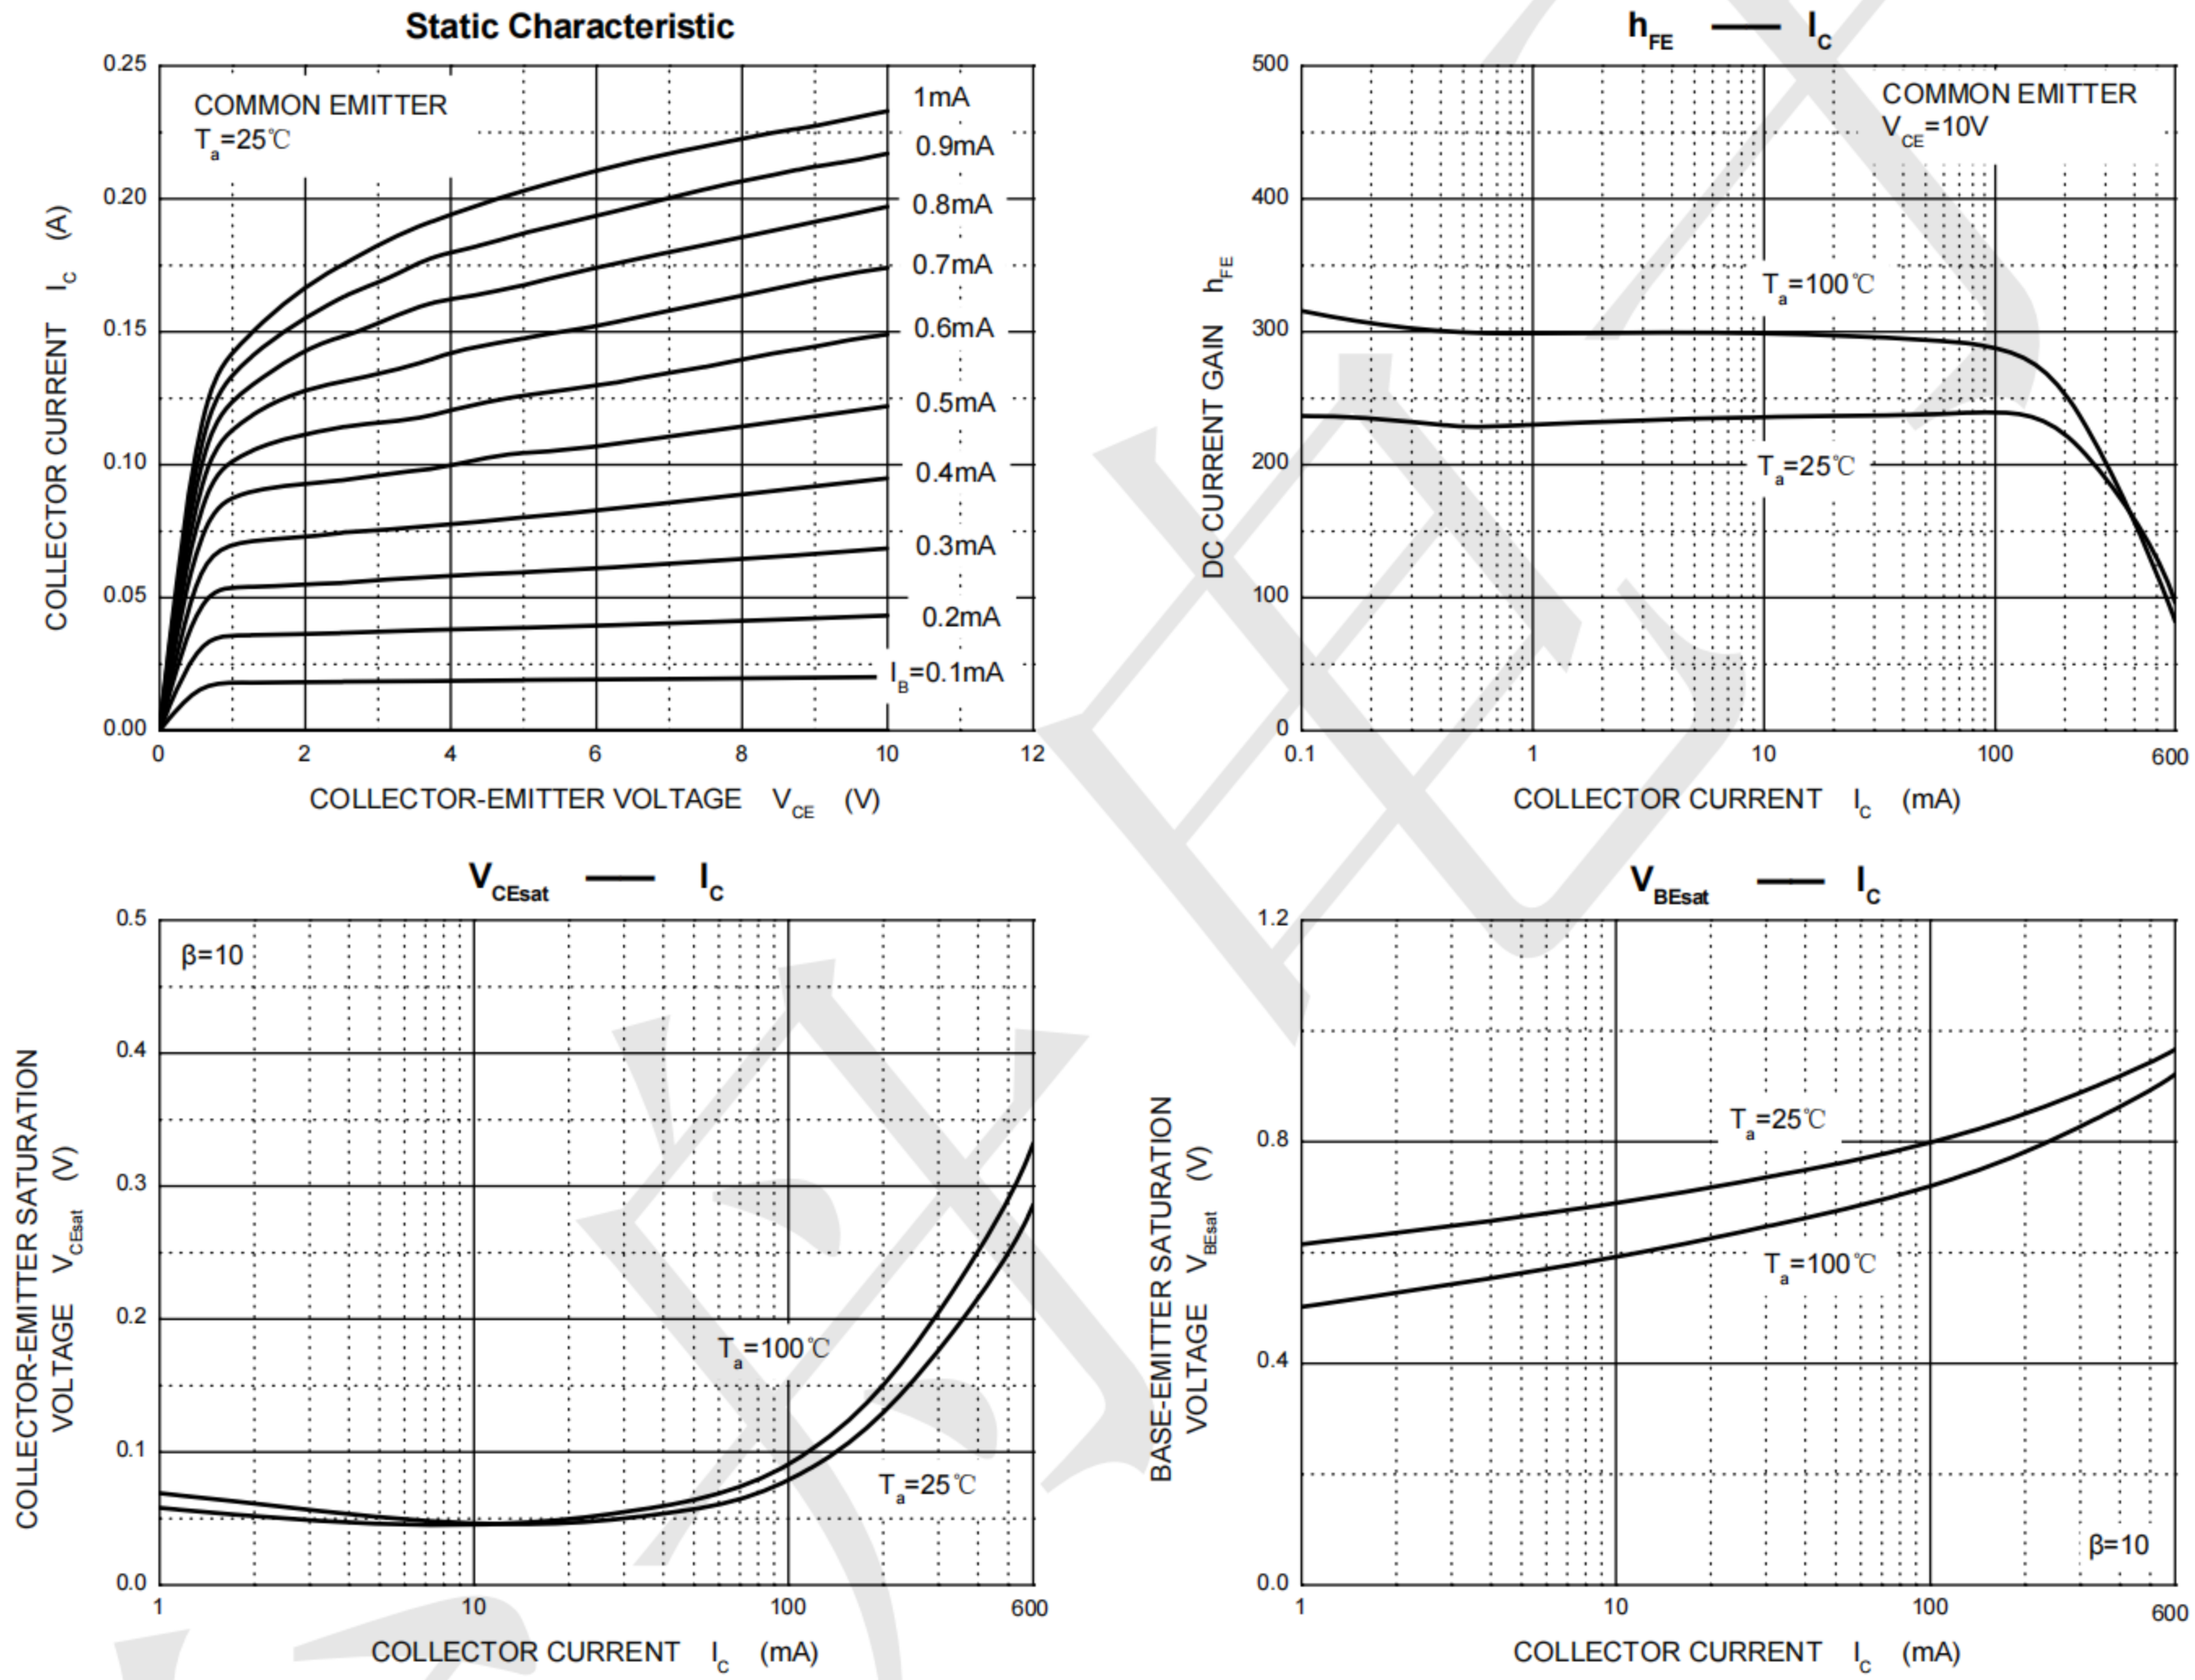 Static Characteristic
COMMON EMITTER
Ta=25℃
1mA
0.9mA
0.8mA
0.7mA
0.6mA
0.5mA
0.4mA
0.3mA
0.2mA
IB=0.1mA
0.25
0.20
0.15
0.10
0.05
0.00
0 2 4 6 8 10 12
COLLECTOR CURRENT IC (A)
COLLECTOR-EMITTER VOLTAGE VCE (V)
hFE —— IC
COMMON EMITTER
VCE=10V
Ta=100℃
Ta=25℃
500
400
300
200
100
0
0.1 1 10 100 600
DC CURRENT GAIN hFE
COLLECTOR CURRENT IC (mA)
VCEsat —— IC
β=10
Ta=100℃
Ta=25℃
0.5
0.4
0.3
0.2
0.1
0.0
1 10 100 600
COLLECTOR-EMITTER SATURATION
VOLTAGE VCEsat (V)
COLLECTOR CURRENT IC (mA)
VBEsat —— IC
Ta=25℃
Ta=100℃
β=10
1.2
0.8
0.4
0.0
1 10 100 600
BASE-EMITTER SATURATION
VOLTAGE VBEsat (V)
COLLECTOR CURRENT IC (mA)